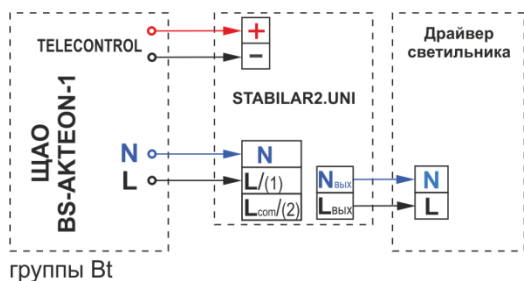 TELECONTROL
+
−
Драйвер
светильника
STABILAR2.UNI
ЩАО
BS-AKTEON-1
N
N
L
L/(1)
Lcom/(2)
Nвых
N
Lвых
L
группы Bt